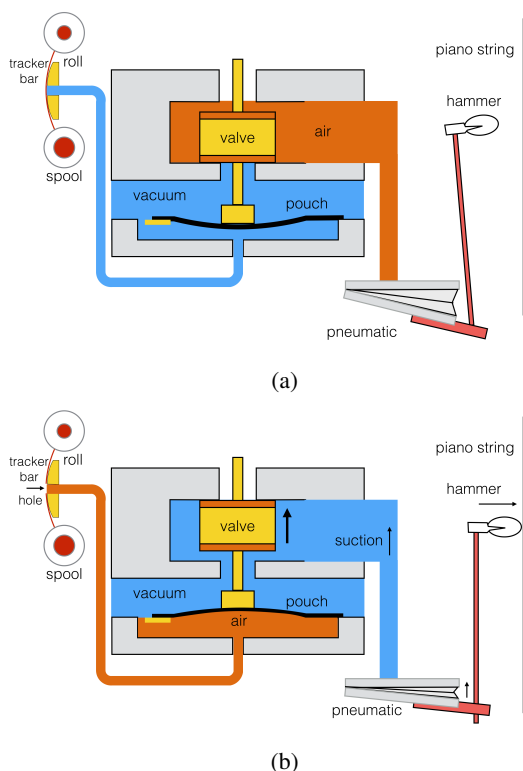 roll
piano string
tracker
bar
hammer
valve
air
spool
vacuum
pouch
pneumatic
(a)
roll
piano string
tracker
bar
hole
hammer
valve
suction
spool
vacuum
pouch
air
pneumatic
(b)